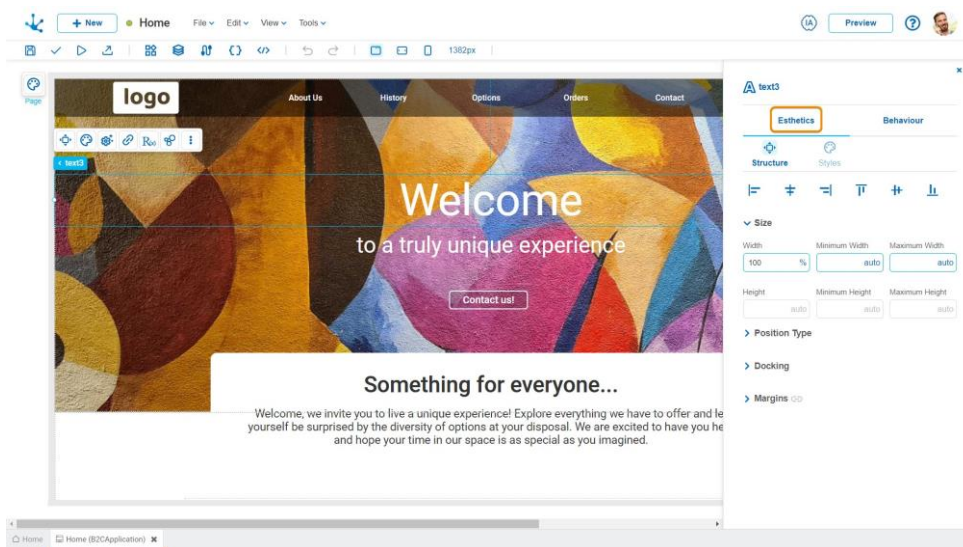 + New
Home
File
Edit
View
Tools
IA
Preview
?
1382px
Page
logo
About Us
History
Options
Orders
Contact
< text3
Welcome
to a truly unique experience
Contact us!
Something for everyone...
Welcome, we invite you to live a unique experience! Explore everything we have to offer and le
yourself be surprised by the diversity of options at your disposal. We are excited to have you he
and hope your time in our space is as special as you imagined.
text3
Esthetics
Behaviour
Structure
Styles
Size
Width
Minimum Width
Maximum Width
100 %
auto
auto
Height
Minimum Height
Maximum Height
auto
auto
auto
Position Type
Docking
Margins
Home
Home (B2CApplication)